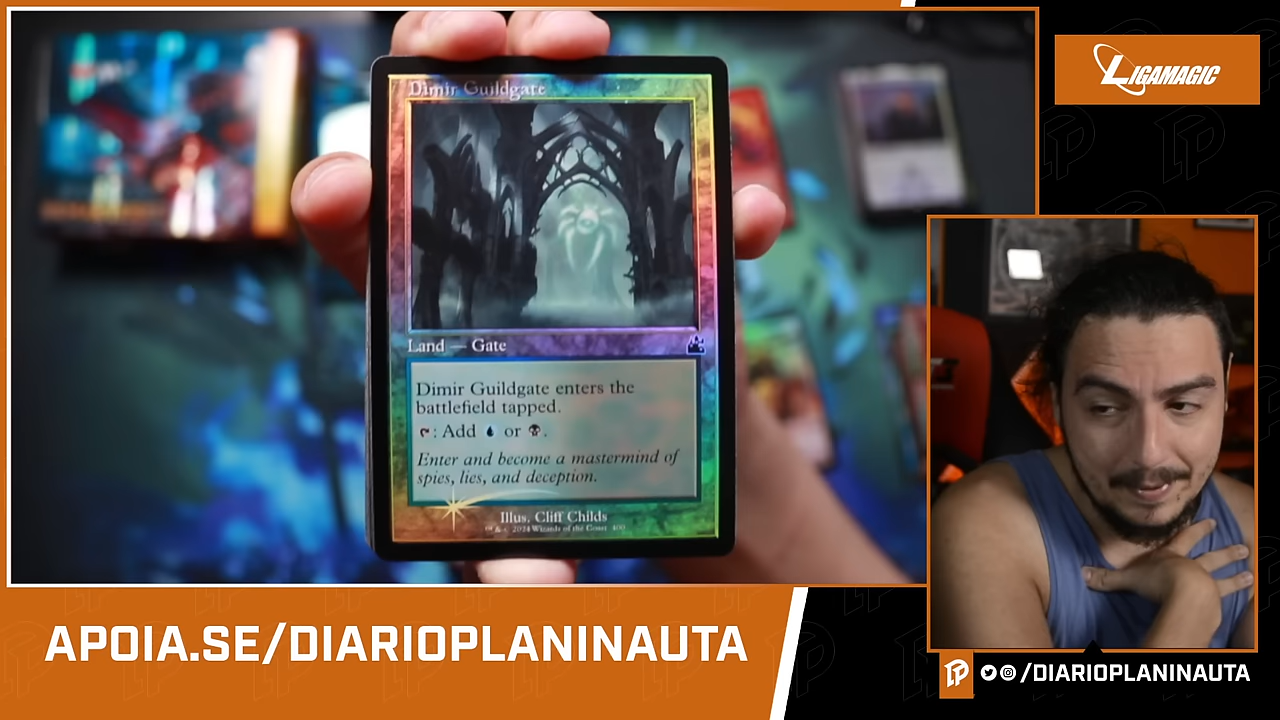 LIGAMAGIC
Dimir Guildgate
Land — Gate
Dimir Guildgate enters the
battlefield tapped.
: Add or .
Enter and become a mastermind of
spies, lies, and deception.
Illus. Cliff Childs
2024 Wizards of the Coast 400
APOIA.SE/DIARIOPLANINAUTA
/DIARIOPLANINAUTA